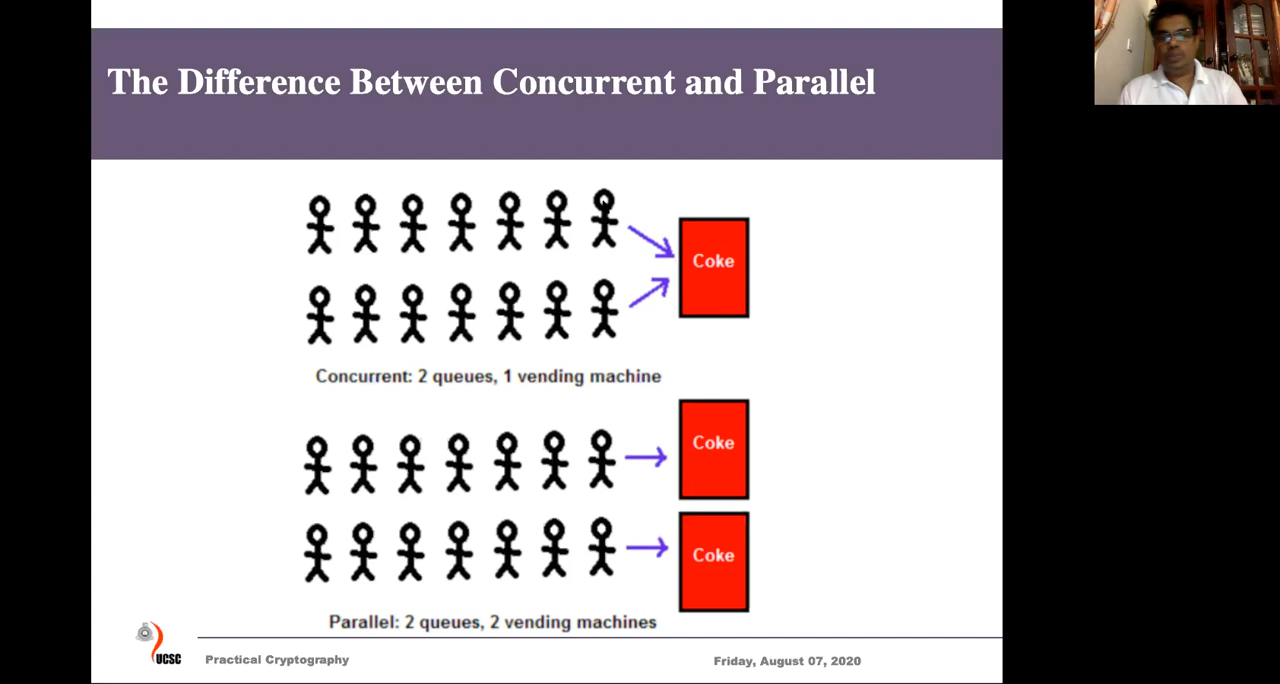 The Difference Between Concurrent and Parallel
Coke
Concurrent: 2 queues, 1 vending machine
Coke
Coke
Parallel: 2 queues, 2 vending machines
UCSC
Practical Cryptography
Friday, August 07, 2020